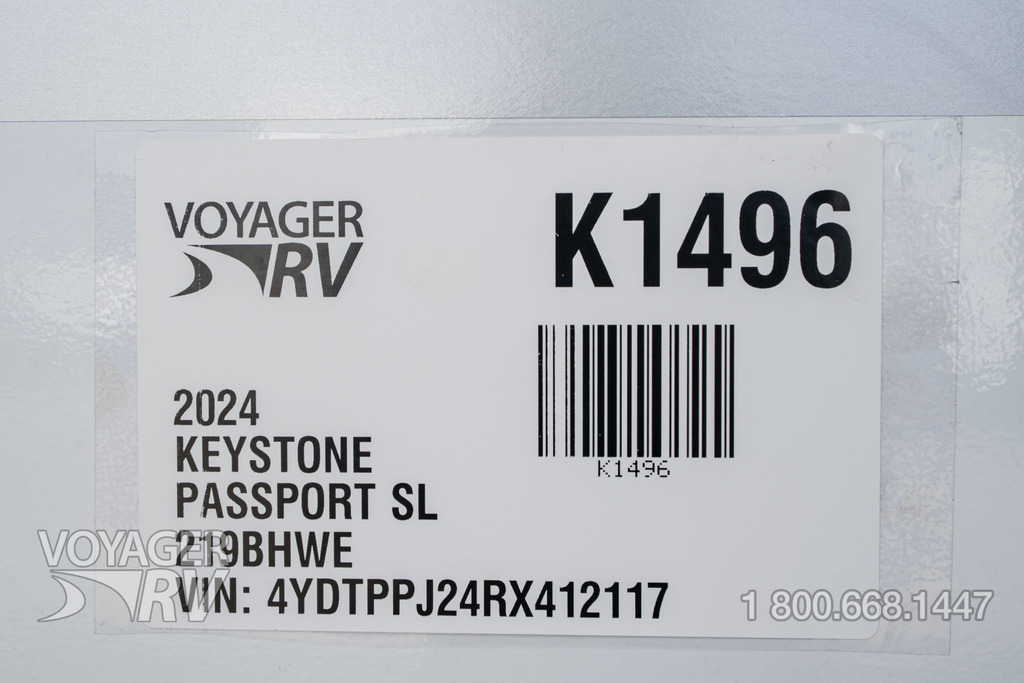 VOYAGER
RV
K1496
K1496
2024
KEYSTONE
PASSPORT SL
219BHWE
VIN: 4YDTPPJ24RX412117
VOYAGER
RV
1 800.668.1447